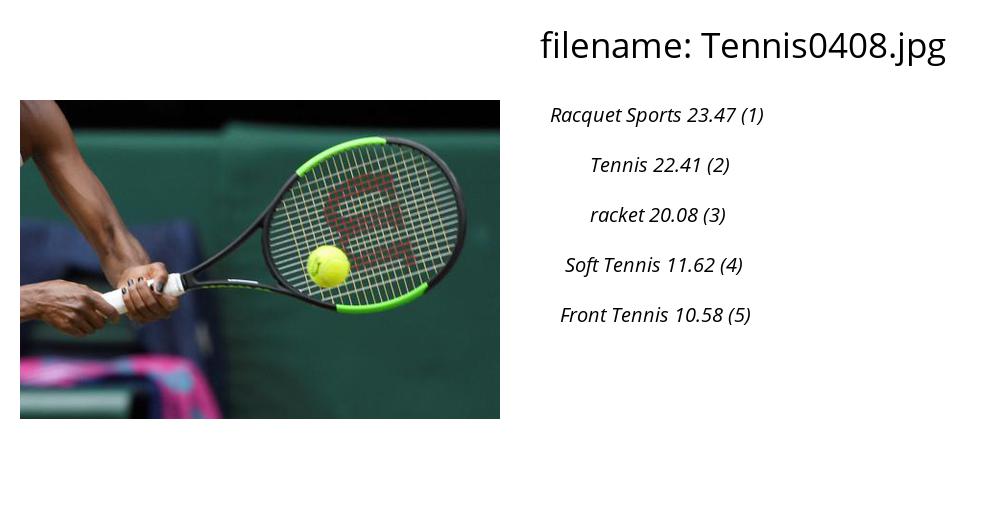 filename: Tennis0408.jpg
Racquet Sports 23.47 (1)
Tennis 22.41 (2)
racket 20.08 (3)
Soft Tennis 11.62 (4)
Front Tennis 10.58 (5)